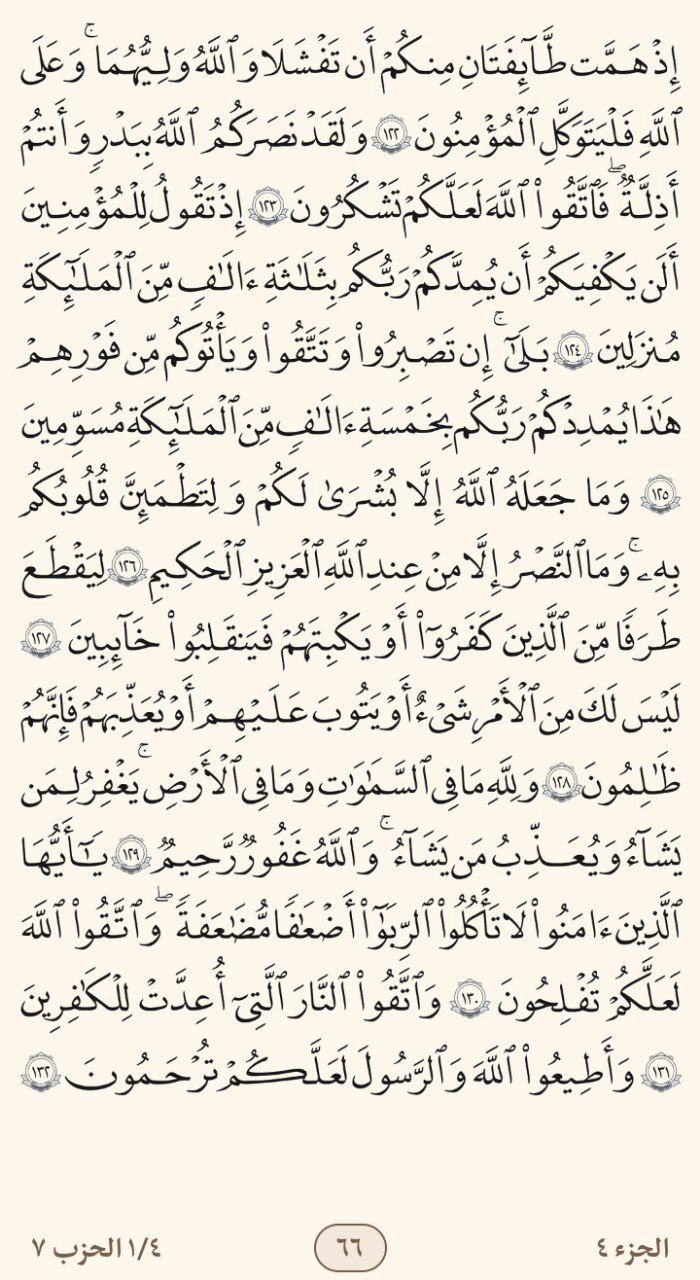 إِذْ هَمَّت طَّآئِفَتَانِ مِنكُمْ أَن تَفْشَلَا وَٱللَّهُ وَلِيُّهُمَا ۗ وَعَلَى
ٱللَّهِ فَلْيَتَوَكَّلِ ٱلْمُؤْمِنُونَ ١٢٢ وَلَقَدْ نَصَرَكُمُ ٱللَّهُ بِبَدْرٍ وَأَنتُمْ
أَذِلَّةٌ ۖ فَٱتَّقُوا۟ ٱللَّهَ لَعَلَّكُمْ تَشْكُرُونَ ١٢٣ إِذْ تَقُولُ لِلْمُؤْمِنِينَ
أَلَن يَكْفِيَكُمْ أَن يُمِدَّكُمْ رَبُّكُم بِثَلَٰثَةِ ءَالَٰفٍ مِّنَ ٱلْمَلَٰٓئِكَةِ
مُنزَلِينَ ١٢٤ بَلَىٰٓ ۚ إِن تَصْبِرُوا۟ وَتَتَّقُوا۟ وَيَأْتُوكُم مِّن فَوْرِهِمْ
هَٰذَا يُمْدِدْكُمْ رَبُّكُم بِخَمْسَةِ ءَالَٰفٍ مِّنَ ٱلْمَلَٰٓئِكَةِ مُسَوِّمِينَ
١٢٥ وَمَا جَعَلَهُ ٱللَّهُ إِلَّا بُشْرَىٰ لَكُمْ وَلِتَطْمَئِنَّ قُلُوبُكُم
بِهِۦ ۗ وَمَا ٱلنَّصْرُ إِلَّا مِنْ عِندِ ٱللَّهِ ٱلْعَزِيزِ ٱلْحَكِيمِ ١٢٦ لِيَقْطَعَ
طَرَفًا مِّنَ ٱلَّذِينَ كَفَرُوٓا۟ أَوْ يَكْبِتَهُمْ فَيَنقَلِبُوا۟ خَآئِبِينَ ١٢٧
لَيْسَ لَكَ مِنَ ٱلْأَمْرِ شَىْءٌ أَوْ يَتُوبَ عَلَيْهِمْ أَوْ يُعَذِّبَهُمْ فَإِنَّهُمْ
ظَٰلِمُونَ ١٢٨ وَلِلَّهِ مَا فِى ٱلسَّمَٰوَٰتِ وَمَا فِى ٱلْأَرْضِ ۚ يَغْفِرُ لِمَن
يَشَآءُ وَيُعَذِّبُ مَن يَشَآءُ ۚ وَٱللَّهُ غَفُورٌ رَّحِيمٌ ١٢٩ يَٰٓأَيُّهَا
ٱلَّذِينَ ءَامَنُوا۟ لَا تَأْكُلُوا۟ ٱلرِّبَوٰٓا۟ أَضْعَٰفًا مُّضَٰعَفَةً ۖ وَٱتَّقُوا۟ ٱللَّهَ
لَعَلَّكُمْ تُفْلِحُونَ ١٣٠ وَٱتَّقُوا۟ ٱلنَّارَ ٱلَّتِىٓ أُعِدَّتْ لِلْكَٰفِرِينَ
١٣١ وَأَطِيعُوا۟ ٱللَّهَ وَٱلرَّسُولَ لَعَلَّكُمْ تُرْحَمُونَ ١٣٢
الجزء ٤ ٦٦ ١/٤ الحزب ٧